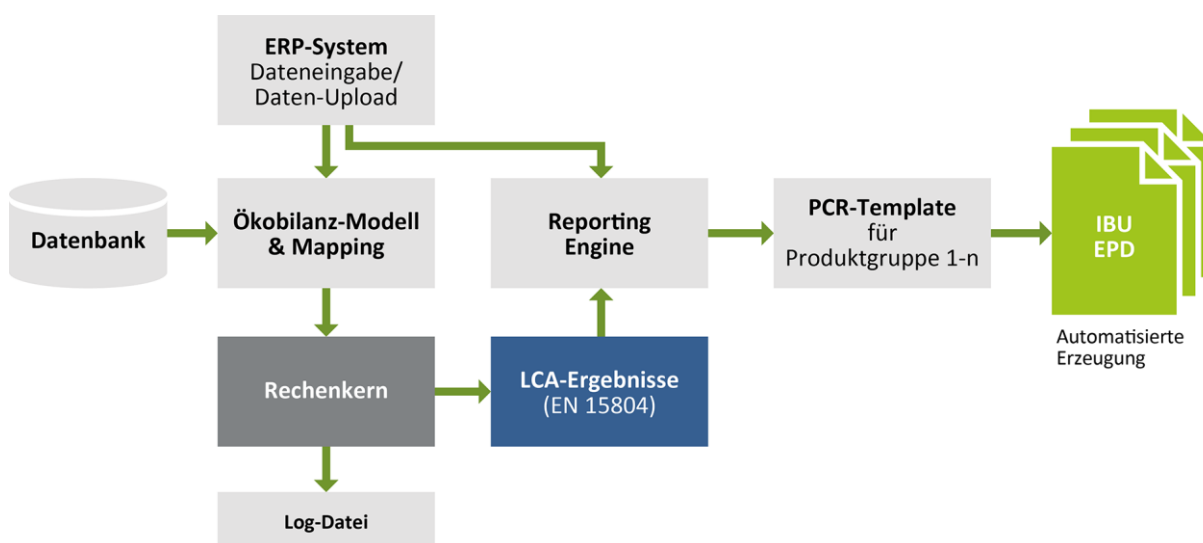 ERP-System
Dateneingabe/
Daten-Upload
Datenbank
Ökobilanz-Modell
& Mapping
Reporting
Engine
PCR-Template
für
Produktgruppe 1-n
IBU
EPD
Automatisierte
Erzeugung
Rechenkern
LCA-Ergebnisse
(EN 15804)
Log-Datei